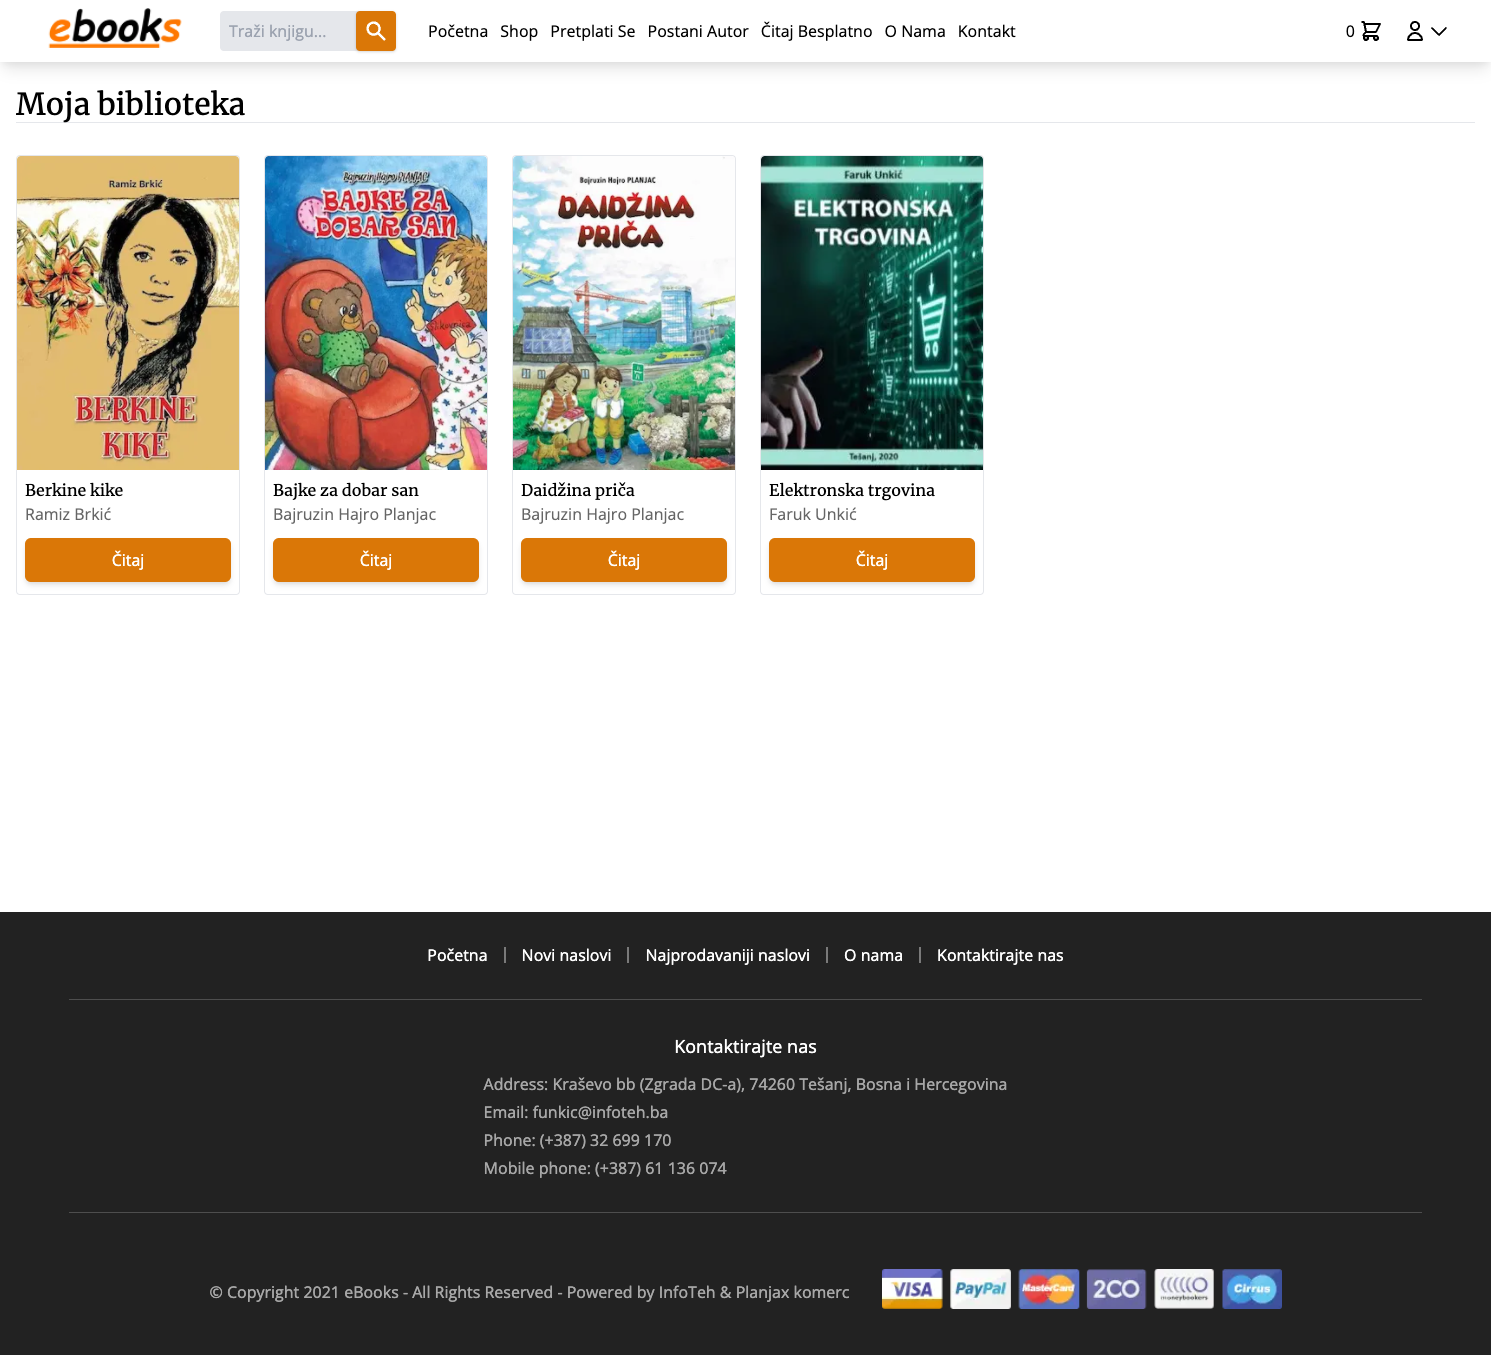 ebooks
Traži knjigu...
Početna Shop Pretplati Se Postani Autor Čitaj Besplatno O Nama Kontakt
0
Moja biblioteka
Ramiz Brkić
BERKINE
KIKE
Bajruzin Hajro PLANJAC
BAJKE ZA
DOBAR SAN
Bajruzin Hajro PLANJAC
DAIDŽINA
PRIČA
Faruk Unkić
ELEKTRONSKA
TRGOVINA
Tešanj, 2020
Berkine kike
Ramiz Brkić
Čitaj
Bajke za dobar san
Bajruzin Hajro Planjac
Čitaj
Daidžina priča
Bajruzin Hajro Planjac
Čitaj
Elektronska trgovina
Faruk Unkić
Čitaj
Početna | Novi naslovi | Najprodavaniji naslovi | O nama | Kontaktirajte nas
Kontaktirajte nas
Address: Kraševo bb (Zgrada DC-a), 74260 Tešanj, Bosna i Hercegovina
Email: funkic@infoteh.ba
Phone: (+387) 32 699 170
Mobile phone: (+387) 61 136 074
© Copyright 2021 eBooks - All Rights Reserved - Powered by InfoTeh & Planjax komerc
VISA PayPal MasterCard 2CO moneybookers Cirrus